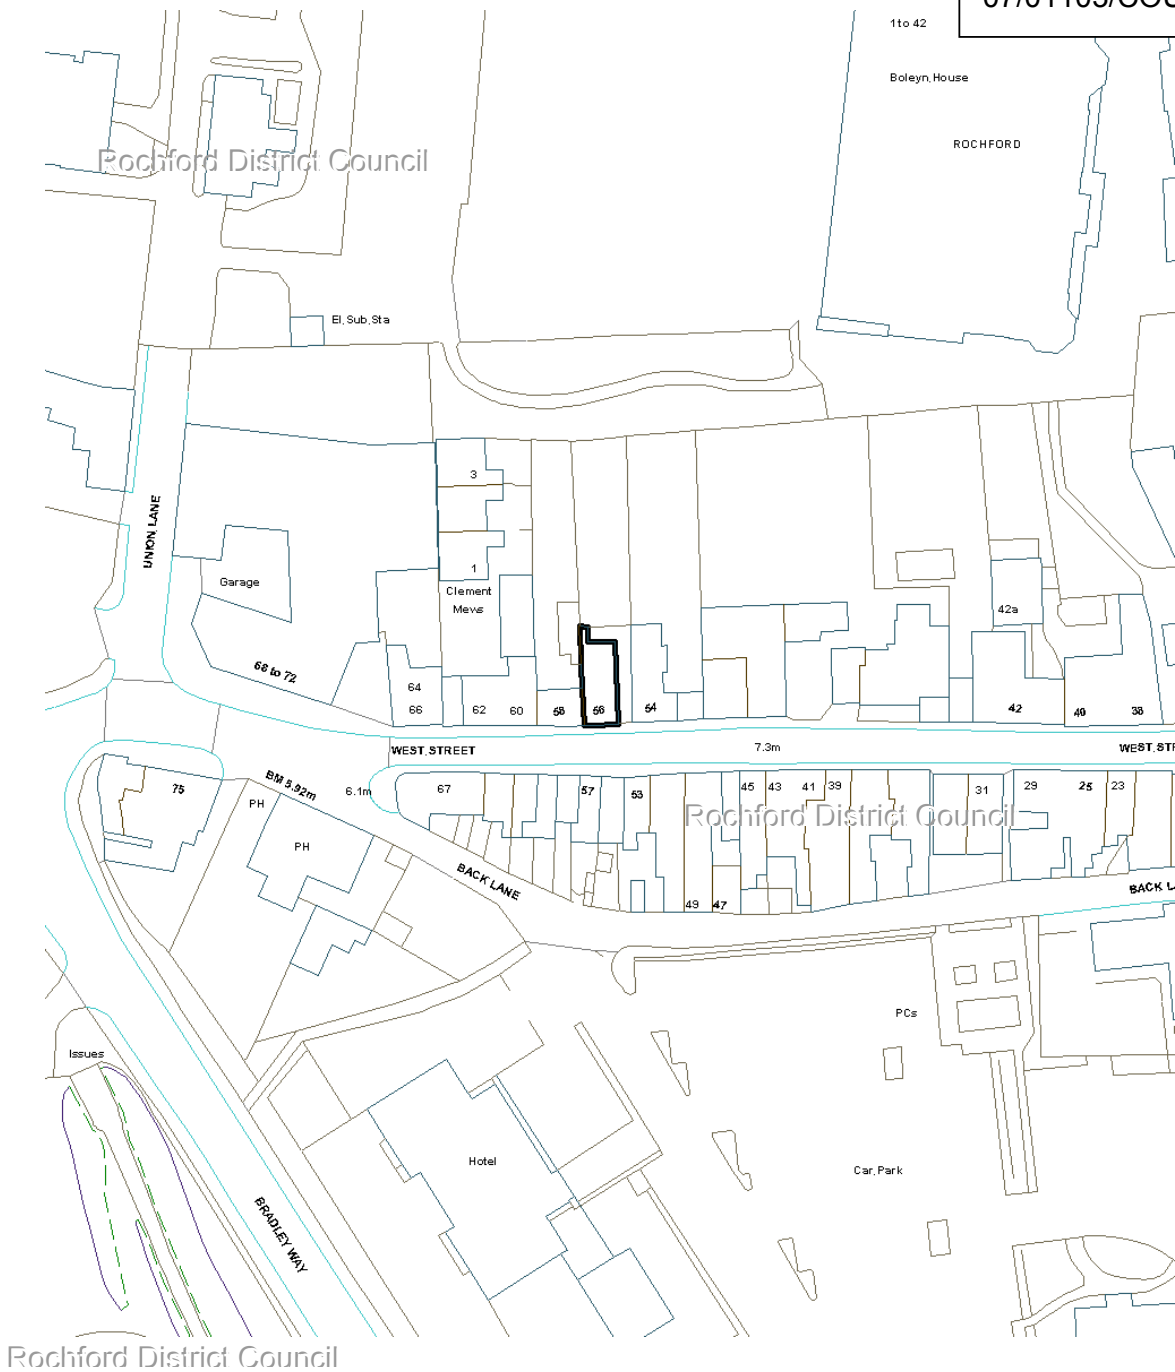 1 to 42
Boleyn House
ROCHFORD
Rochford District Council
El Sub Sta
UNION LANE
3
1
Clement
Mews
Garage
42a
68 to 72
64
66
62
60
58
56
54
42
40
38
WEST STREET
7.3m
75
BM 5.92m
6.1m
67
57
53
45
43
41
39
31
29
25
23
PH
PH
Rochford District Council
BACK LANE
49
47
BACK
PCs
Issues
Hotel
Car Park
BRADLEY WAY
Rochford District Council